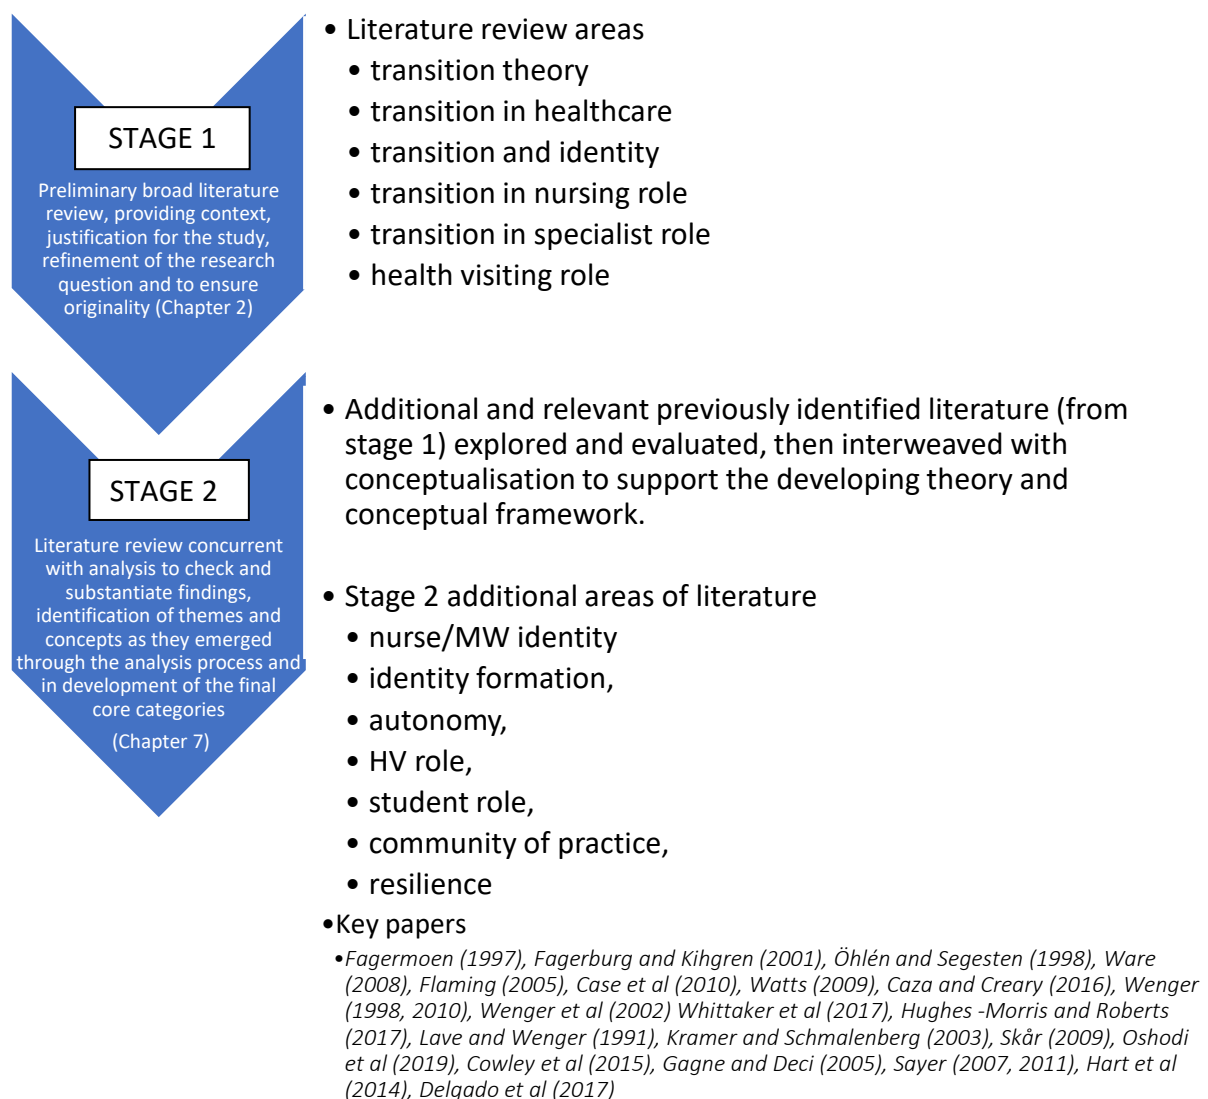 STAGE 1
Preliminary broad literature
review, providing context,
justification for the study,
refinement of the research
question and to ensure
originality (Chapter 2)
• Literature review areas
• transition theory
• transition in healthcare
• transition and identity
• transition in nursing role
• transition in specialist role
• health visiting role
STAGE 2
Literature review concurrent
with analysis to check and
substantiate findings,
identification of themes and
concepts as they emerged
through the analysis process and
in development of the final
core categories
(Chapter 7)
• Additional and relevant previously identified literature (from
stage 1) explored and evaluated, then interweaved with
conceptualisation to support the developing theory and
conceptual framework.
• Stage 2 additional areas of literature
• nurse/MW identity
• identity formation,
• autonomy,
• HV role,
• student role,
• community of practice,
• resilience
•Key papers
•Fagermoen (1997), Fagerburg and Kihgren (2001), Öhlén and Segesten (1998), Ware
(2008), Flaming (2005), Case et al (2010), Watts (2009), Caza and Creary (2016), Wenger
(1998, 2010), Wenger et al (2002) Whittaker et al (2017), Hughes -Morris and Roberts
(2017), Lave and Wenger (1991), Kramer and Schmalenberg (2003), Skår (2009), Oshodi
et al (2019), Cowley et al (2015), Gagne and Deci (2005), Sayer (2007, 2011), Hart et al
(2014), Delgado et al (2017)